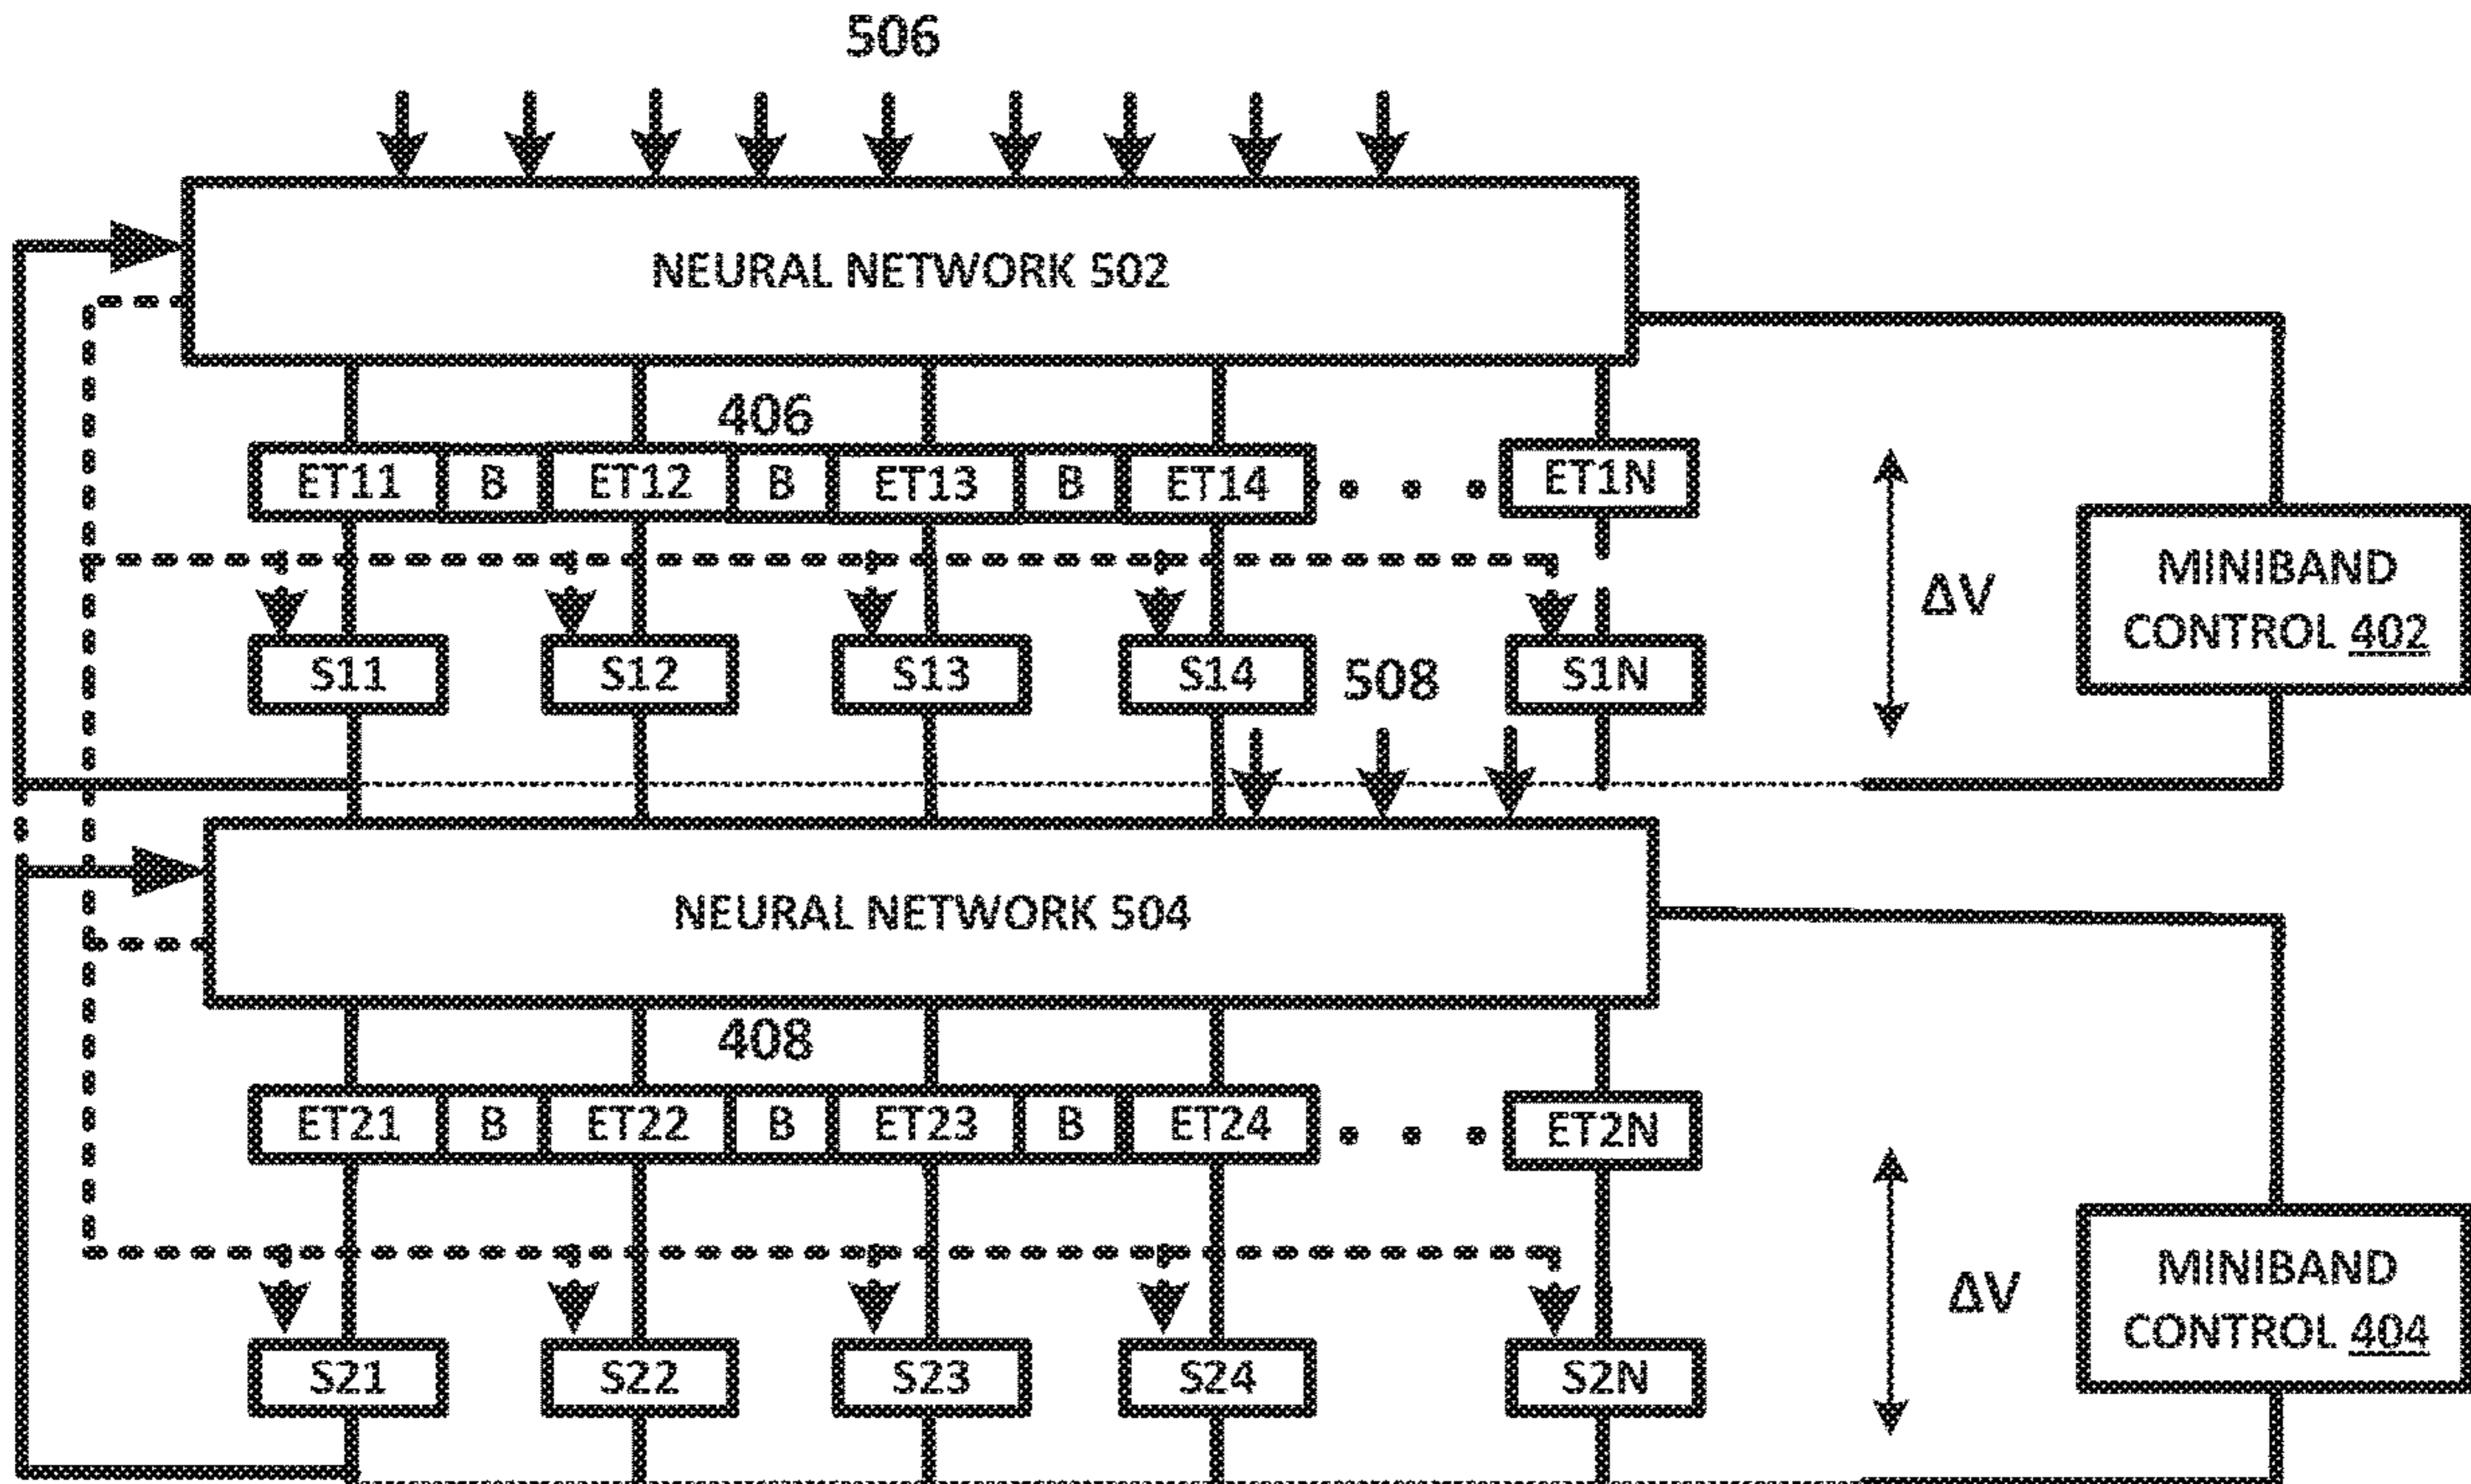 506
NEURAL NETWORK 502
406
ET11 B ET12 B ET13 B ET14 . . . ET1N
ΔV
MINIBAND
CONTROL 402
S11 S12 S13 S14 508 S1N
NEURAL NETWORK 504
408
ET21 B ET22 B ET23 B ET24 . . . ET2N
ΔV
MINIBAND
CONTROL 404
S21 S22 S23 S24 S2N